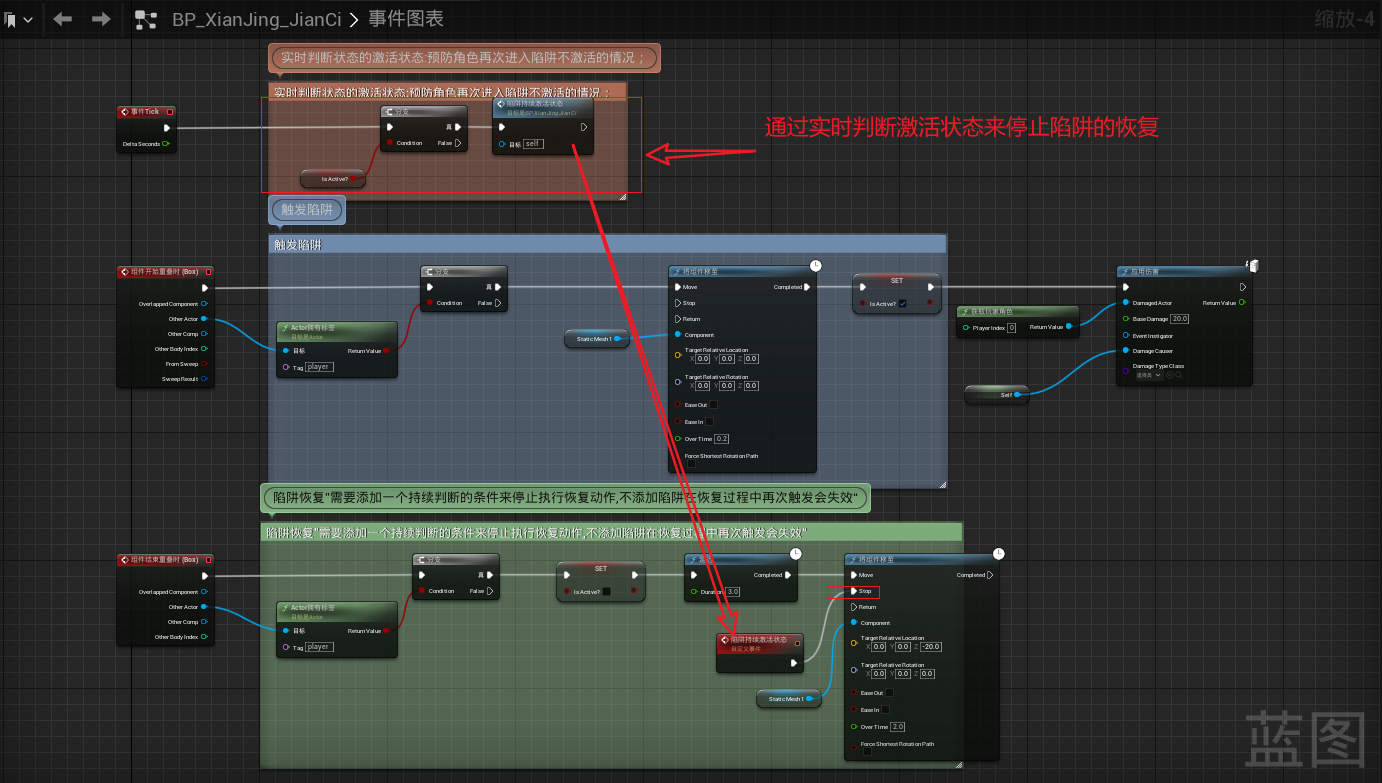 BP_XianJing_JianCi > 事件图表
缩放-4
实时判断状态的激活状态:预防角色再次进入陷阱不激活的情况；
实时判断状态的激活状态:预防角色再次进入陷阱不激活的情况；
事件Tick
Delta Seconds
分支
真
Condition
False
Is Active?
陷阱持续激活状态
目标是BP Xian Jing Jian Ci
目标
self
通过实时判断激活状态来停止陷阱的恢复
触发陷阱
触发陷阱
组件开始重叠时 (Box)
Overlapped Component
Other Actor
Other Comp
Other Body Index
From Sweep
Sweep Result
Actor拥有标签
目标是Actor
目标
Return Value
Tag
player
分支
真
Condition
False
Static Mesh 1
将组件移至
Move
Completed
Stop
Return
Component
Target Relative Location
X 0.0 Y 0.0 Z 0.0
Target Relative Rotation
X 0.0 Y 0.0 Z 0.0
Ease Out
Ease In
Over Time 0.2
Force Shortest Rotation Path
SET
Is Active?
获取玩家角色
Player Index 0
Return Value
Self
应用伤害
Damaged Actor
Return Value
Base Damage 20.0
Event Instigator
Damage Causer
Damage Type Class
选择类
陷阱恢复"需要添加一个持续判断的条件来停止执行恢复动作,不添加陷阱在恢复过程中再次触发会失效"
陷阱恢复"需要添加一个持续判断的条件来停止执行恢复动作,不添加陷阱在恢复过程中再次触发会失效"
组件结束重叠时 (Box)
Overlapped Component
Other Actor
Other Comp
Other Body Index
Actor拥有标签
目标是Actor
目标
Return Value
Tag
player
分支
真
Condition
False
SET
Is Active?
Completed
Duration 3.0
陷阱持续激活状态
自定义事件
Static Mesh 1
将组件移至
Move
Completed
Stop
Return
Component
Target Relative Location
X 0.0 Y 0.0 Z -20.0
Target Relative Rotation
X 0.0 Y 0.0 Z 0.0
Ease Out
Ease In
Over Time 2.0
Force Shortest Rotation Path
蓝图